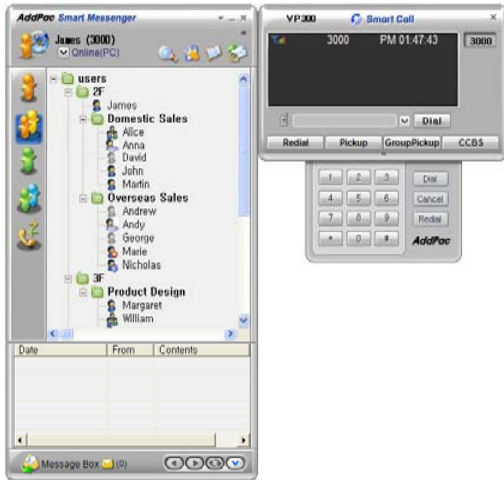 AddPac Smart Messenger
James (3000)
Online(PC)
users
2F
James
Domestic Sales
Alice
Anna
David
John
Martin
Overseas Sales
Andrew
Andy
George
Marie
Nicholas
3F
Product Design
Margaret
William
Date From Contents
Message Box (0)
VP300 Smart Call
3000 PM 01:47:43 3000
Dial
Redial Pickup GroupPickup CCBS
1 2 3 Dial
4 5 6 Cancel
7 8 9 Redial
* 0 # AddPac